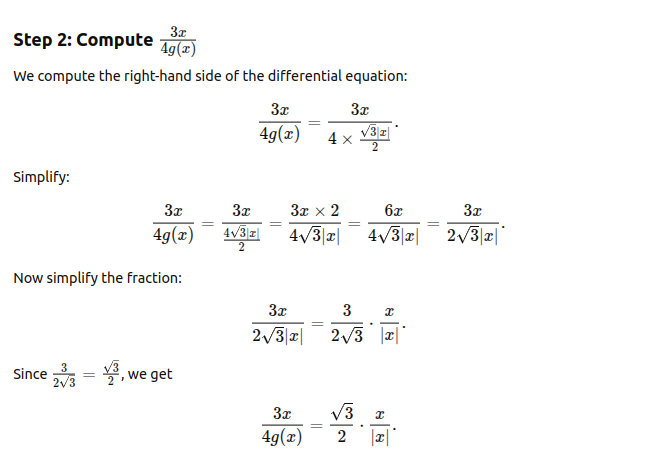 Step 2: Compute $\frac{3x}{4g(x)}$
We compute the right-hand side of the differential equation:
$\frac{3x}{4g(x)} = \frac{3x}{4 \times \frac{\sqrt{3}|x|}{2}}.$
Simplify:
$\frac{3x}{4g(x)} = \frac{3x}{\frac{4\sqrt{3}|x|}{2}} = \frac{3x \times 2}{4\sqrt{3}|x|} = \frac{6x}{4\sqrt{3}|x|} = \frac{3x}{2\sqrt{3}|x|}.$
Now simplify the fraction:
$\frac{3x}{2\sqrt{3}|x|} = \frac{3}{2\sqrt{3}} \cdot \frac{x}{|x|}.$
Since $\frac{3}{2\sqrt{3}} = \frac{\sqrt{3}}{2}$, we get
$\frac{3x}{4g(x)} = \frac{\sqrt{3}}{2} \cdot \frac{x}{|x|}.$